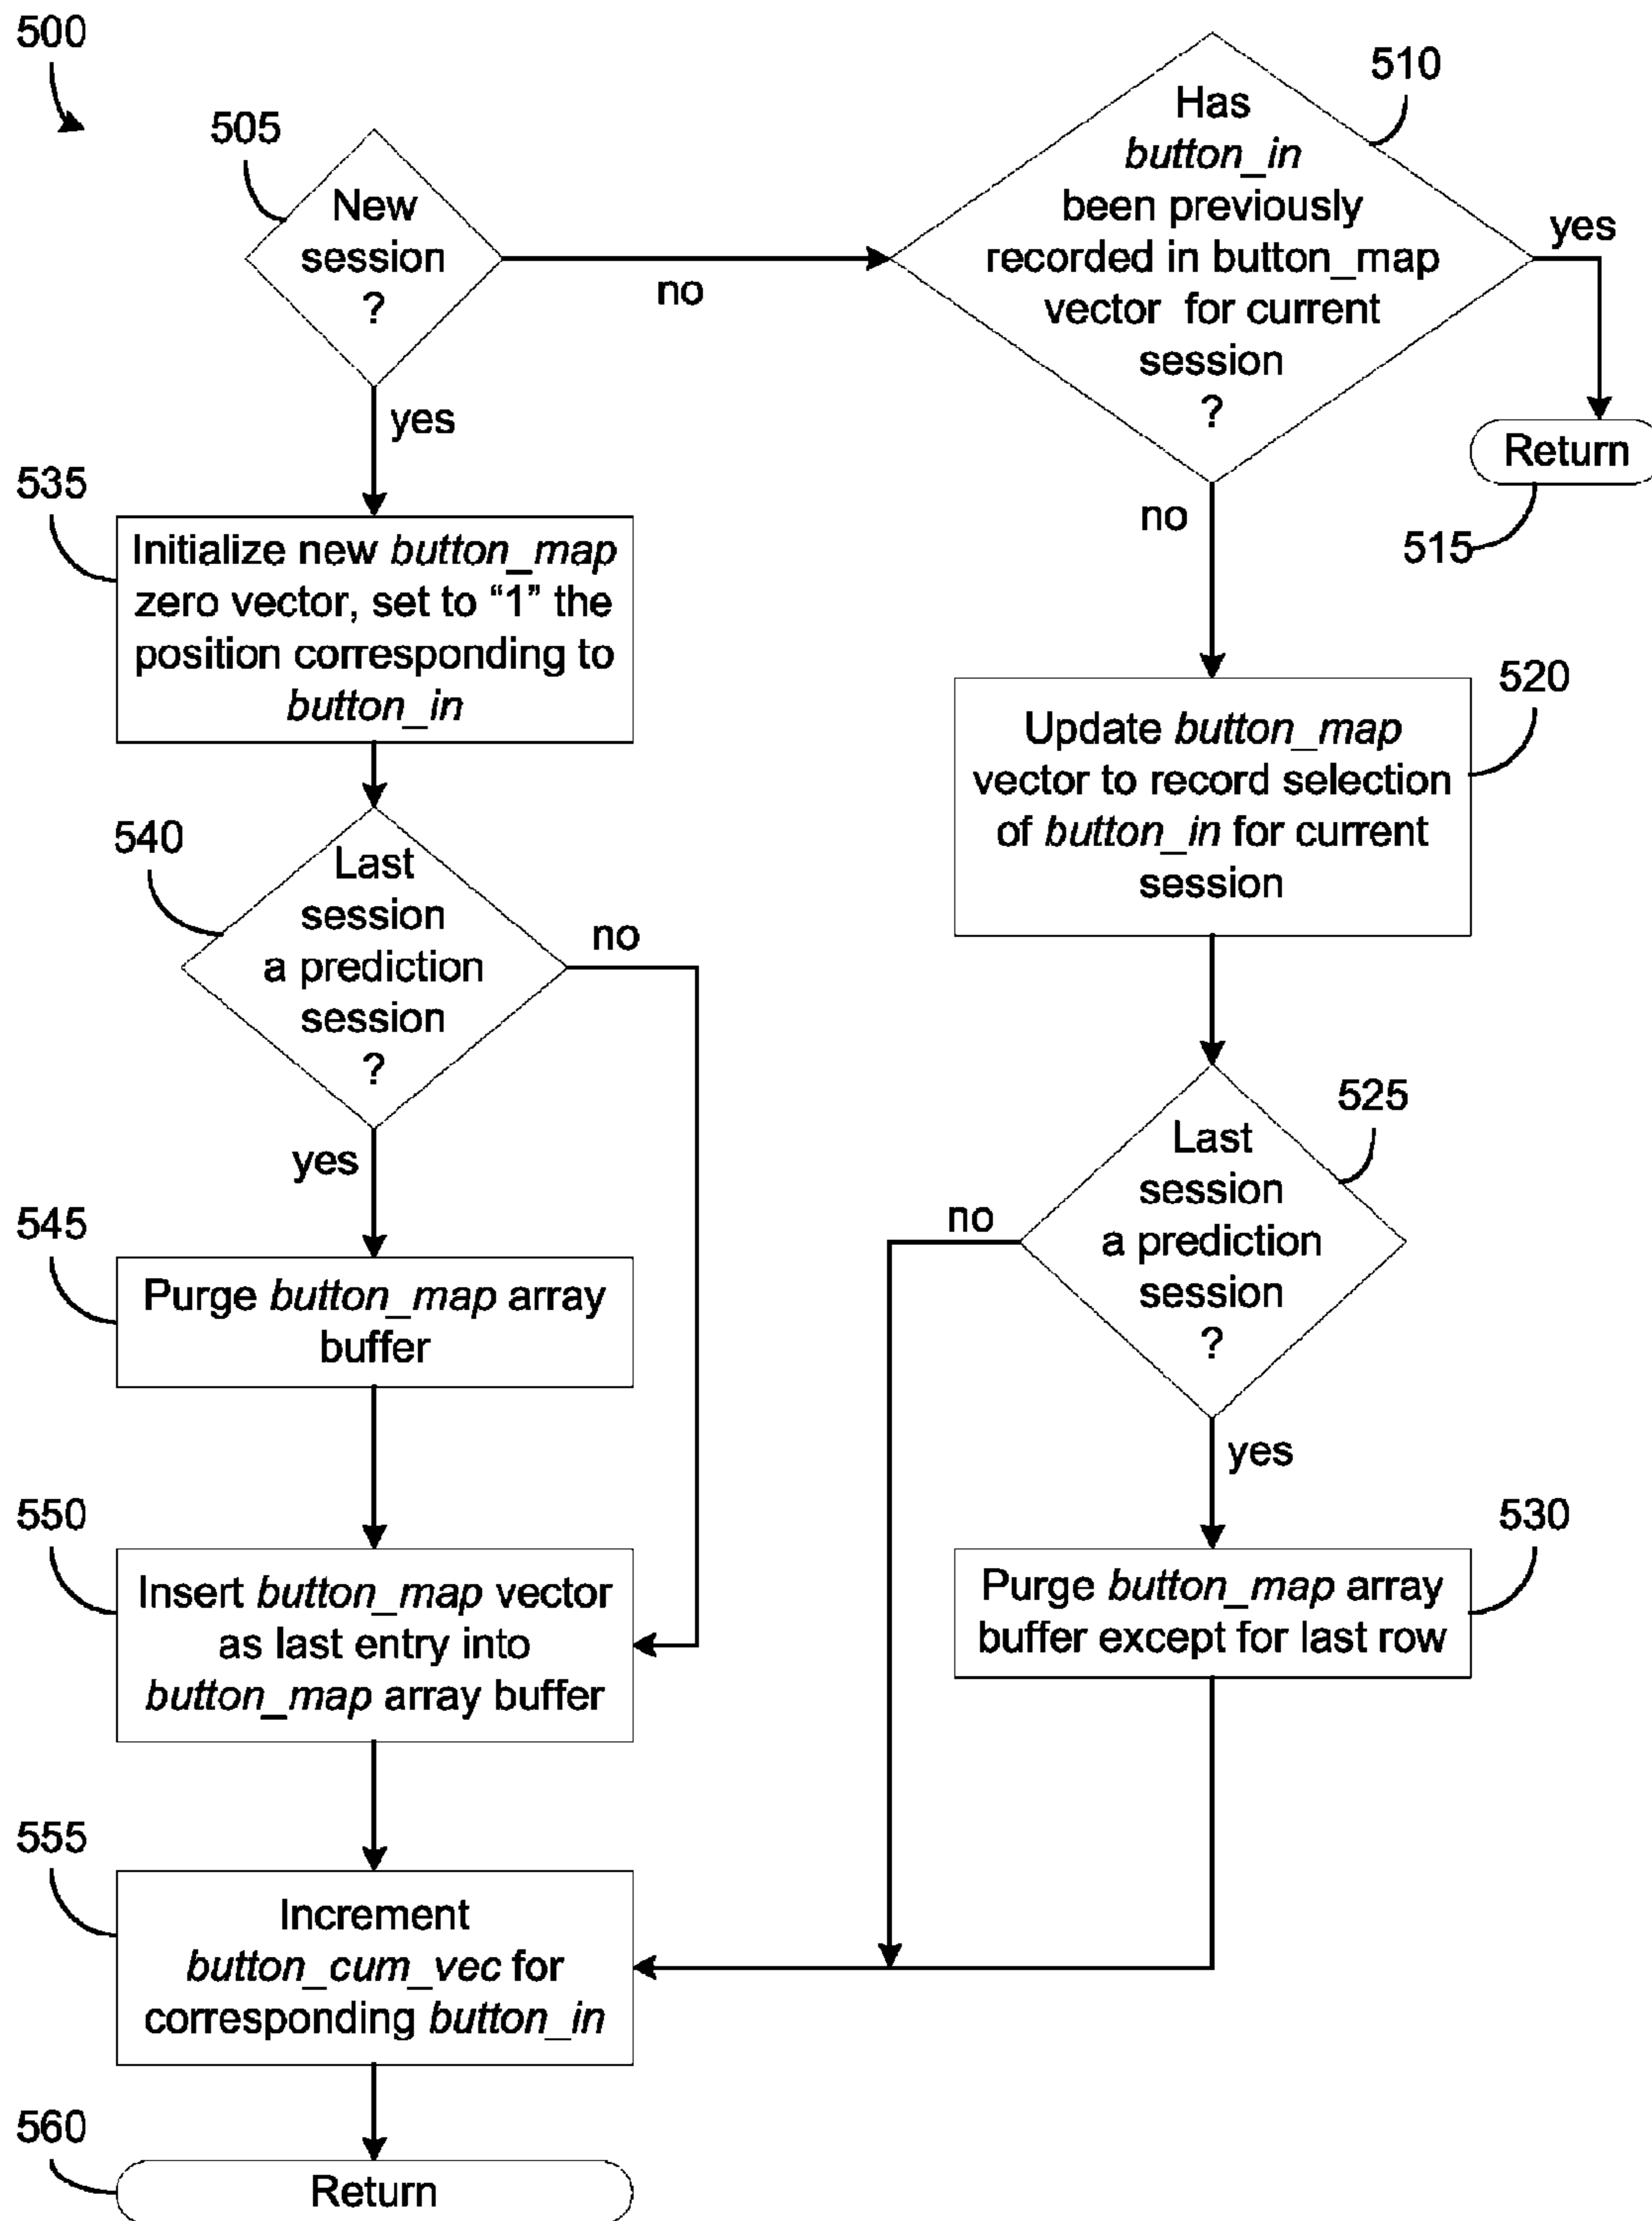 500
505
New
session
?
no
yes
510
Has
button_in
been previously
recorded in button_map
vector for current
session
?
yes
Return
515
no
535
Initialize new button_map
zero vector, set to “1” the
position corresponding to
button_in
520
Update button_map
vector to record selection
of button_in for current
session
540
Last
session
a prediction
session
?
no
yes
525
Last
session
a prediction
session
?
no
yes
545
Purge button_map array
buffer
550
Insert button_map vector
as last entry into
button_map array buffer
530
Purge button_map array
buffer except for last row
555
Increment
button_cum_vec for
corresponding button_in
560
Return